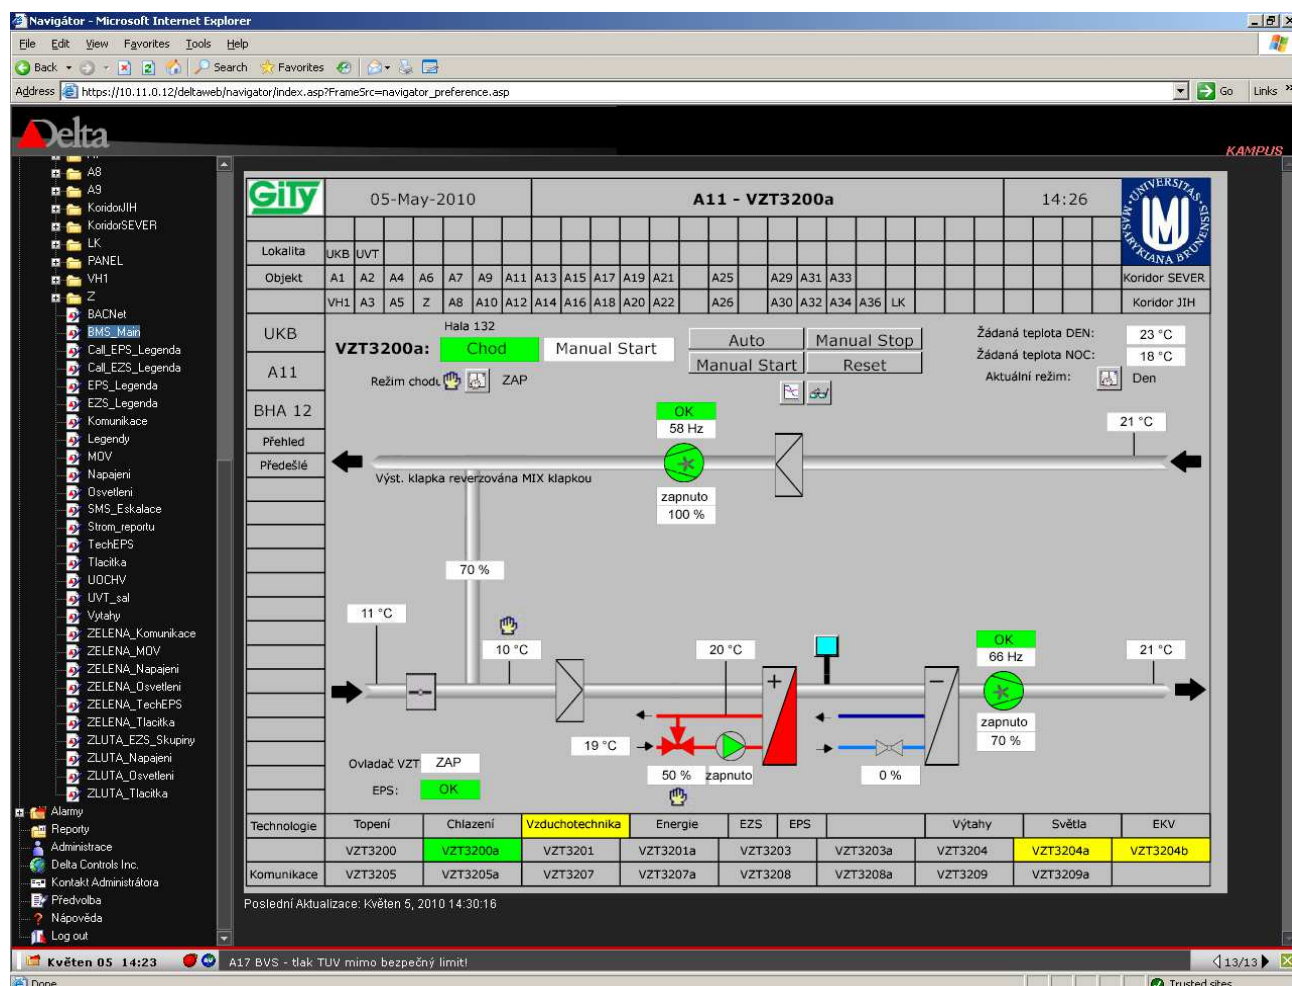 Navigátor - Microsoft Internet Explorer
File Edit View Favorites Tools Help
Back Search Favorites
Address https://10.11.0.12/deltaweb/navigator/index.asp?FrameSrc=navigator_preference.asp Go Links »
Delta
KAMPUS
A8
A9
KoridorJIH
KoridorSEVER
LK
PANEL
VH1
Z
BACNet
BMS_Main
Call_EPS_Legenda
Call_EZS_Legenda
EPS_Legenda
EZS_Legenda
Komunikace
Legendy
MOV
Napajeni
Osvetleni
SMS_Eskalace
Strom_reportu
TechEPS
Tlacitka
UOCHV
UVT_sal
Vytahy
ZELENA_Komunikace
ZELENA_MOV
ZELENA_Napajeni
ZELENA_Osvetleni
ZELENA_TechEPS
ZELENA_Tlacitka
ZLUTA_EZS_Skupiny
ZLUTA_Napajeni
ZLUTA_Osvetleni
ZLUTA_Tlacitka
Alarmy
Reporty
Administrace
Delta Controls Inc.
Kontakt Administrátora
Předvolba
Nápověda
Log out
GiTy 05-May-2010 A11 - VZT3200a 14:26
UNIVERSITAS MASARYKIANA BRUNENSIS
Lokalita UKB UVT
Objekt A1 A2 A4 A6 A7 A9 A11 A13 A15 A17 A19 A21 A25 A29 A31 A33 Koridor SEVER
VH1 A3 A5 Z A8 A10 A12 A14 A16 A18 A20 A22 A26 A30 A32 A34 A36 LK Koridor JIH
UKB
A11
BHA 12
Přehled
Předešlé
Hala 132
VZT3200a: Chod Manual Start
Auto Manual Stop
Manual Start Reset
Režim chodu ZAP
Žádaná teplota DEN: 23 °C
Žádaná teplota NOC: 18 °C
Aktuální režim: Den
OK
58 Hz
21 °C
Výst. klapka reverzována MIX klapkou
zapnuto
100 %
70 %
11 °C
10 °C
20 °C
OK
66 Hz
21 °C
+
−
19 °C
zapnuto
70 %
Ovladač VZT ZAP
50 % zapnuto
0 %
EPS: OK
Technologie Topení Chlazení Vzduchotechnika Energie EZS EPS Výtahy Světla EKV
VZT3200 VZT3200a VZT3201 VZT3201a VZT3203 VZT3203a VZT3204 VZT3204a VZT3204b
Komunikace VZT3205 VZT3205a VZT3207 VZT3207a VZT3208 VZT3208a VZT3209 VZT3209a
Poslední Aktualizace: Květen 5, 2010 14:30:16
Květen 05 14:23 A17 BVS - tlak TUV mimo bezpečný limit! 13/13
Done Trusted sites